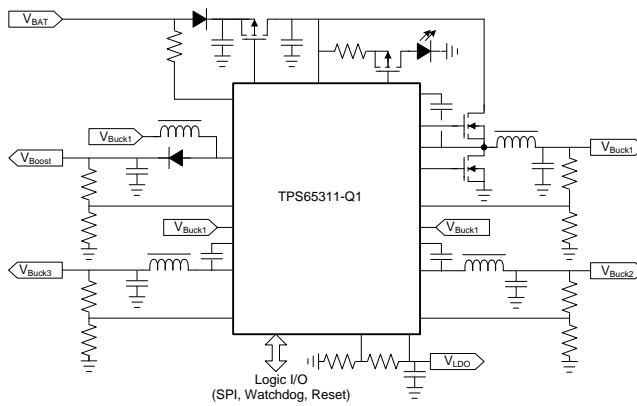 VBAT
VBuck1
VBoost
VBuck1
TPS65311-Q1
VBuck1
VBuck1
VBuck3
VBuck2
VLDO
Logic I/O
(SPI, Watchdog, Reset)